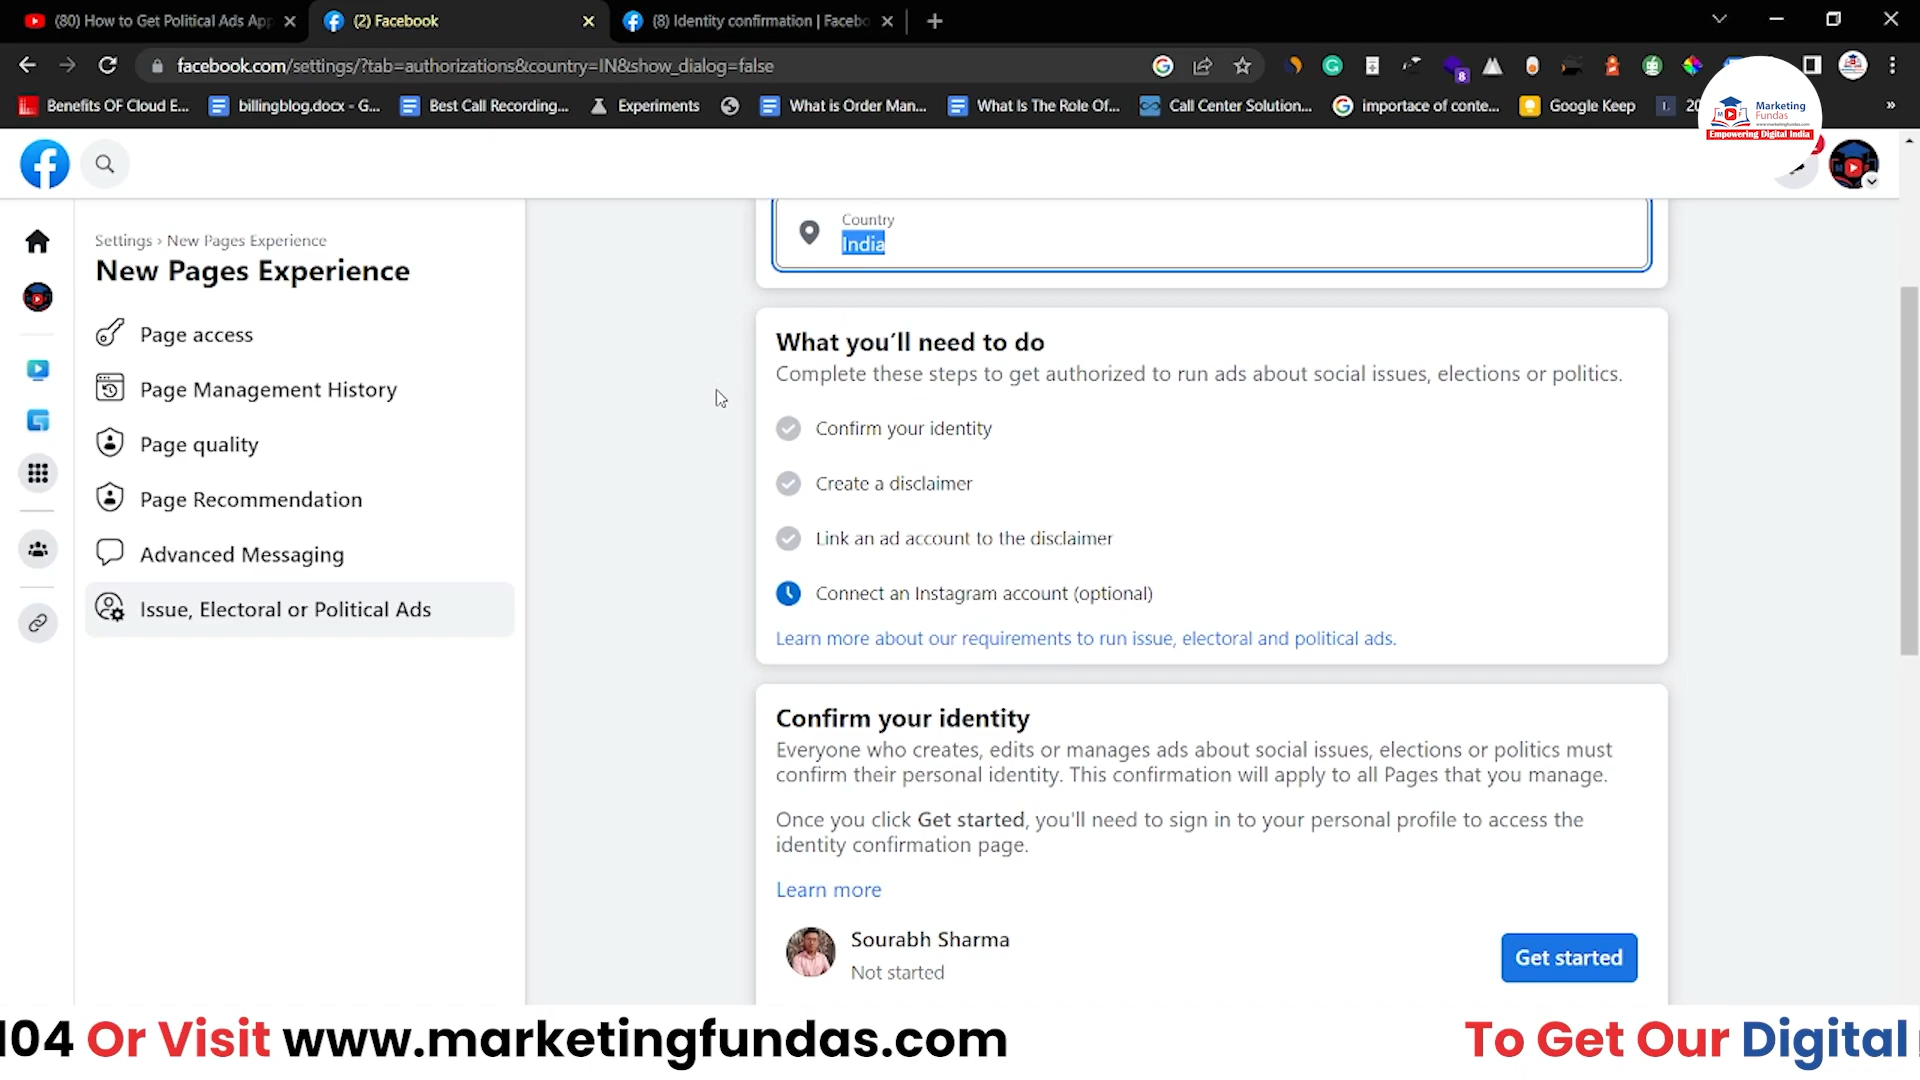 (80) How to Get Political Ads App
(2) Facebook
(8) Identity confirmation | Facebo
facebook.com/settings/?tab=authorizations&country=IN&show_dialog=false
8
Benefits OF Cloud E...
billingblog.docx - G...
Best Call Recording...
Experiments
What is Order Man...
What Is The Role Of...
Call Center Solution...
importace of conte...
Google Keep
20
»
Marketing
Fundas
www.marketingfundas.com
Empowering Digital India
Settings › New Pages Experience
New Pages Experience
Page access
Page Management History
Page quality
Page Recommendation
Advanced Messaging
Issue, Electoral or Political Ads
Country
India
What you’ll need to do
Complete these steps to get authorized to run ads about social issues, elections or politics.
Confirm your identity
Create a disclaimer
Link an ad account to the disclaimer
Connect an Instagram account (optional)
Learn more about our requirements to run issue, electoral and political ads.
Confirm your identity
Everyone who creates, edits or manages ads about social issues, elections or politics must
confirm their personal identity. This confirmation will apply to all Pages that you manage.
Once you click Get started, you'll need to sign in to your personal profile to access the
identity confirmation page.
Learn more
Sourabh Sharma
Not started
Get started
104 Or Visit www.marketingfundas.com
To Get Our Digital